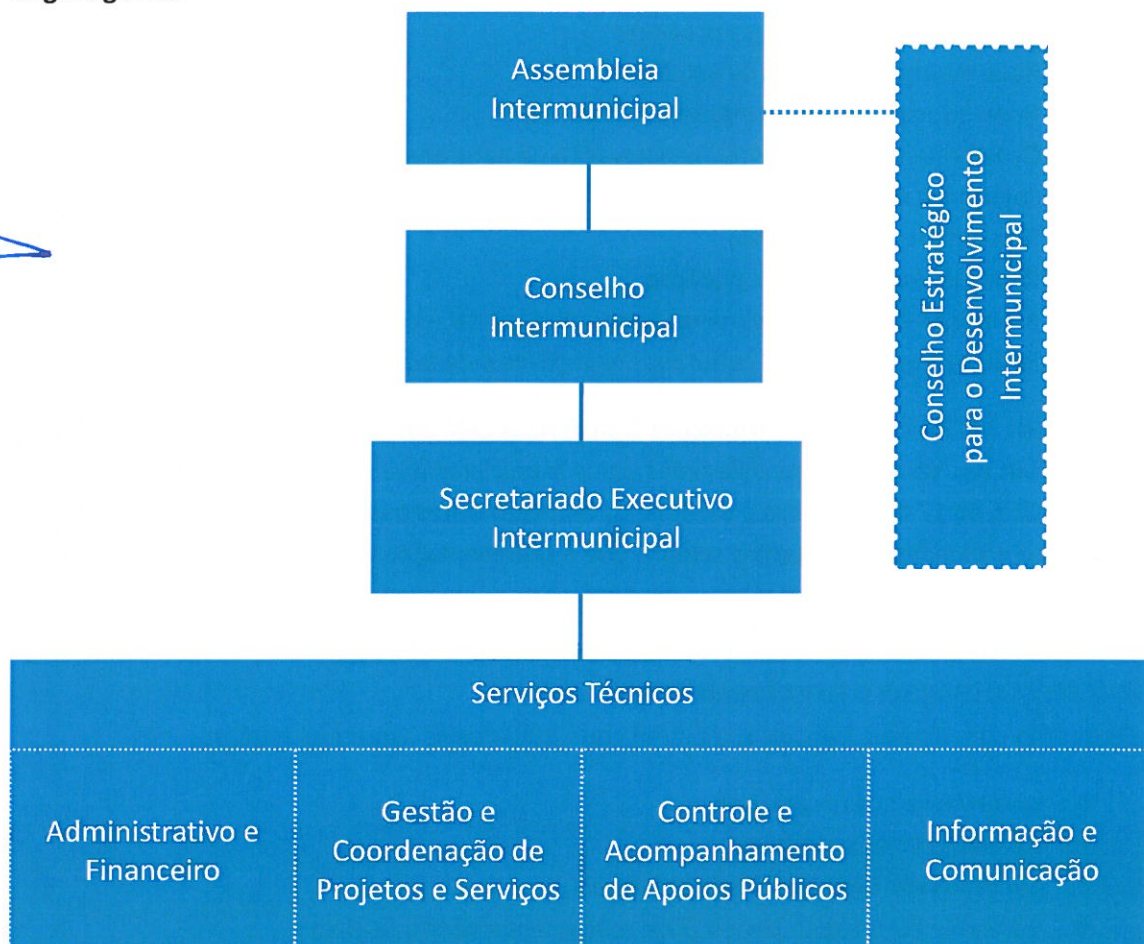 Assembleia
Intermunicipal
Conselho Estratégico
para o Desenvolvimento
Intermunicipal
Conselho
Intermunicipal
Secretariado Executivo
Intermunicipal
Serviços Técnicos
Administrativo e
Financeiro
Gestão e
Coordenação de
Projetos e Serviços
Controle e
Acompanhamento
de Apoios Públicos
Informação e
Comunicação